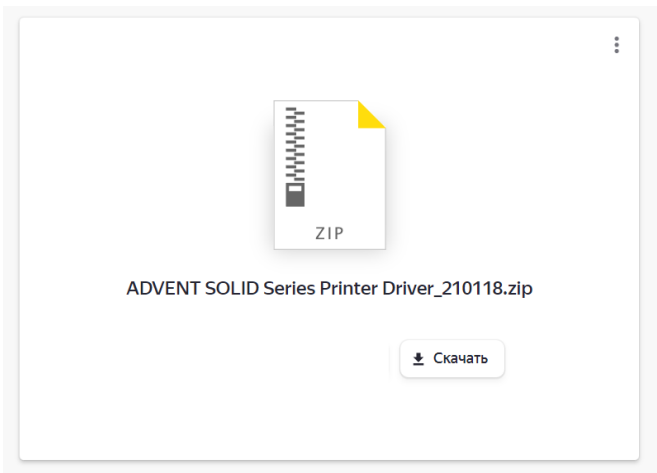 ZIP
ADVENT SOLID Series Printer Driver_210118.zip
Скачать